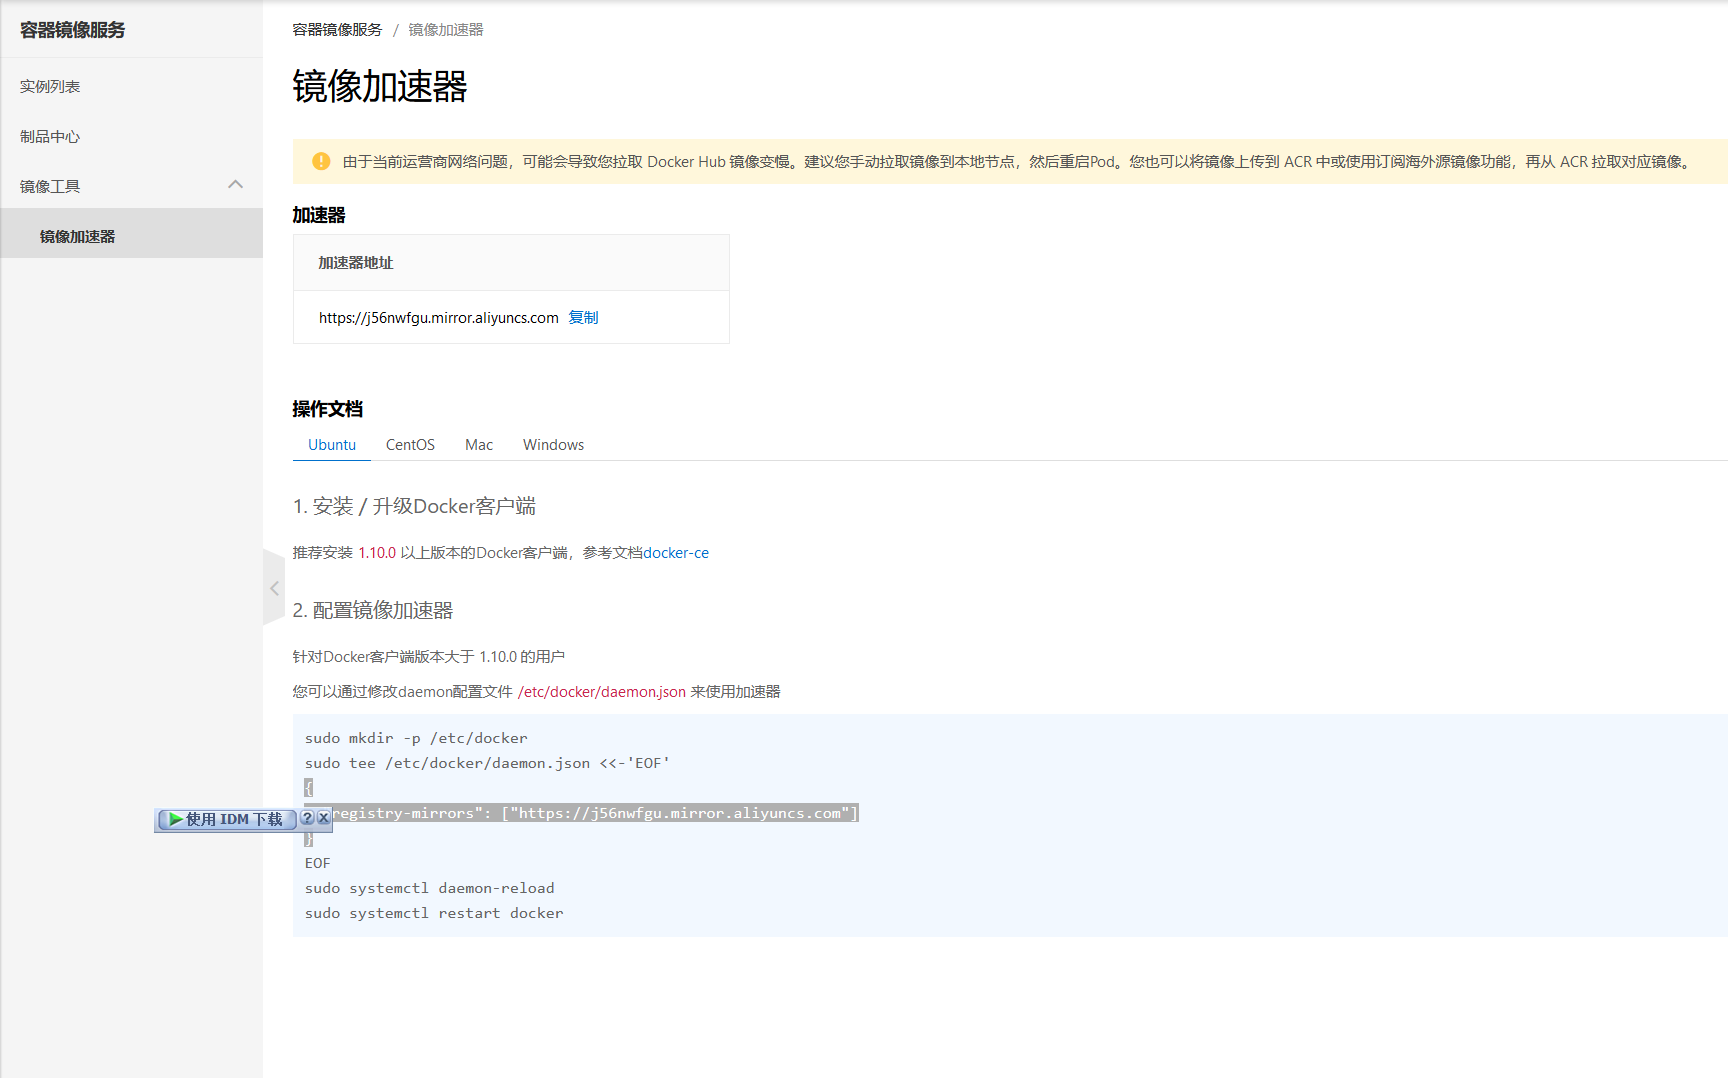 容器镜像服务
实例列表
制品中心
镜像工具
镜像加速器
容器镜像服务 / 镜像加速器
镜像加速器
由于当前运营商网络问题，可能会导致您拉取 Docker Hub 镜像变慢。建议您手动拉取镜像到本地节点，然后重启Pod。您也可以将镜像上传到 ACR 中或使用订阅海外源镜像功能，再从 ACR 拉取对应镜像。
加速器
加速器地址
https://j56nwfgu.mirror.aliyuncs.com 复制
操作文档
Ubuntu CentOS Mac Windows
1. 安装 / 升级Docker客户端
推荐安装 1.10.0 以上版本的Docker客户端，参考文档docker-ce
2. 配置镜像加速器
针对Docker客户端版本大于 1.10.0 的用户
您可以通过修改daemon配置文件 /etc/docker/daemon.json 来使用加速器
sudo mkdir -p /etc/docker
sudo tee /etc/docker/daemon.json <<-'EOF'
{
registry-mirrors": ["https://j56nwfgu.mirror.aliyuncs.com"]
使用 IDM 下载 ?
}
EOF
sudo systemctl daemon-reload
sudo systemctl restart docker